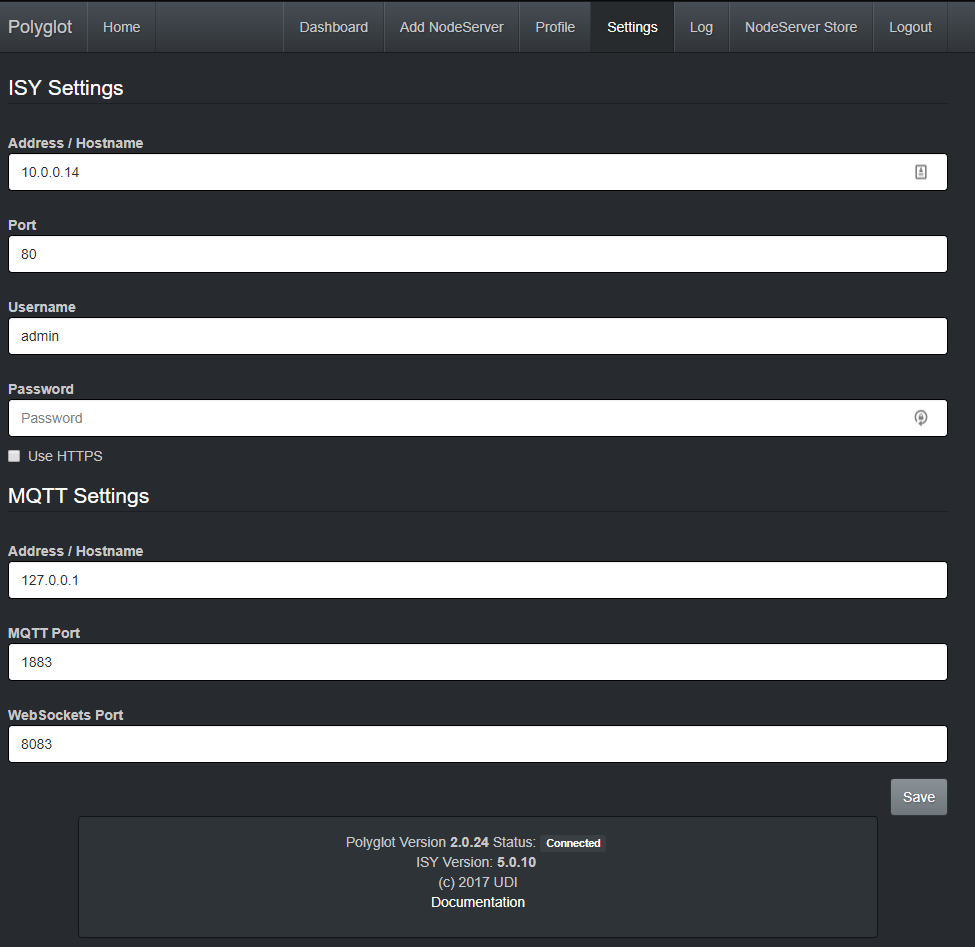 Polyglot Home Dashboard Add NodeServer Profile Settings Log NodeServer Store Logout
ISY Settings
Address / Hostname
10.0.0.14
Port
80
Username
admin
Password
Password
Use HTTPS
MQTT Settings
Address / Hostname
127.0.0.1
MQTT Port
1883
WebSockets Port
8083
Save
Polyglot Version 2.0.24 Status: Connected
ISY Version: 5.0.10
(c) 2017 UDI
Documentation